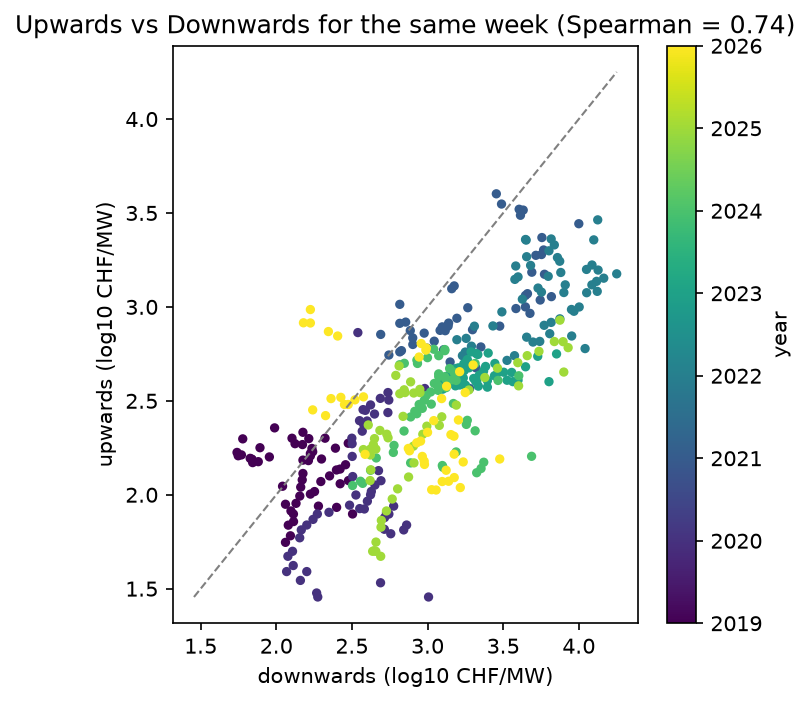 Upwards vs Downwards for the same week (Spearman = 0.74)
4.0
3.5
3.0
2.5
2.0
1.5
upwards (log10 CHF/MW)
1.5 2.0 2.5 3.0 3.5 4.0
downwards (log10 CHF/MW)
2026
2025
2024
2023
2022
2021
2020
2019
year